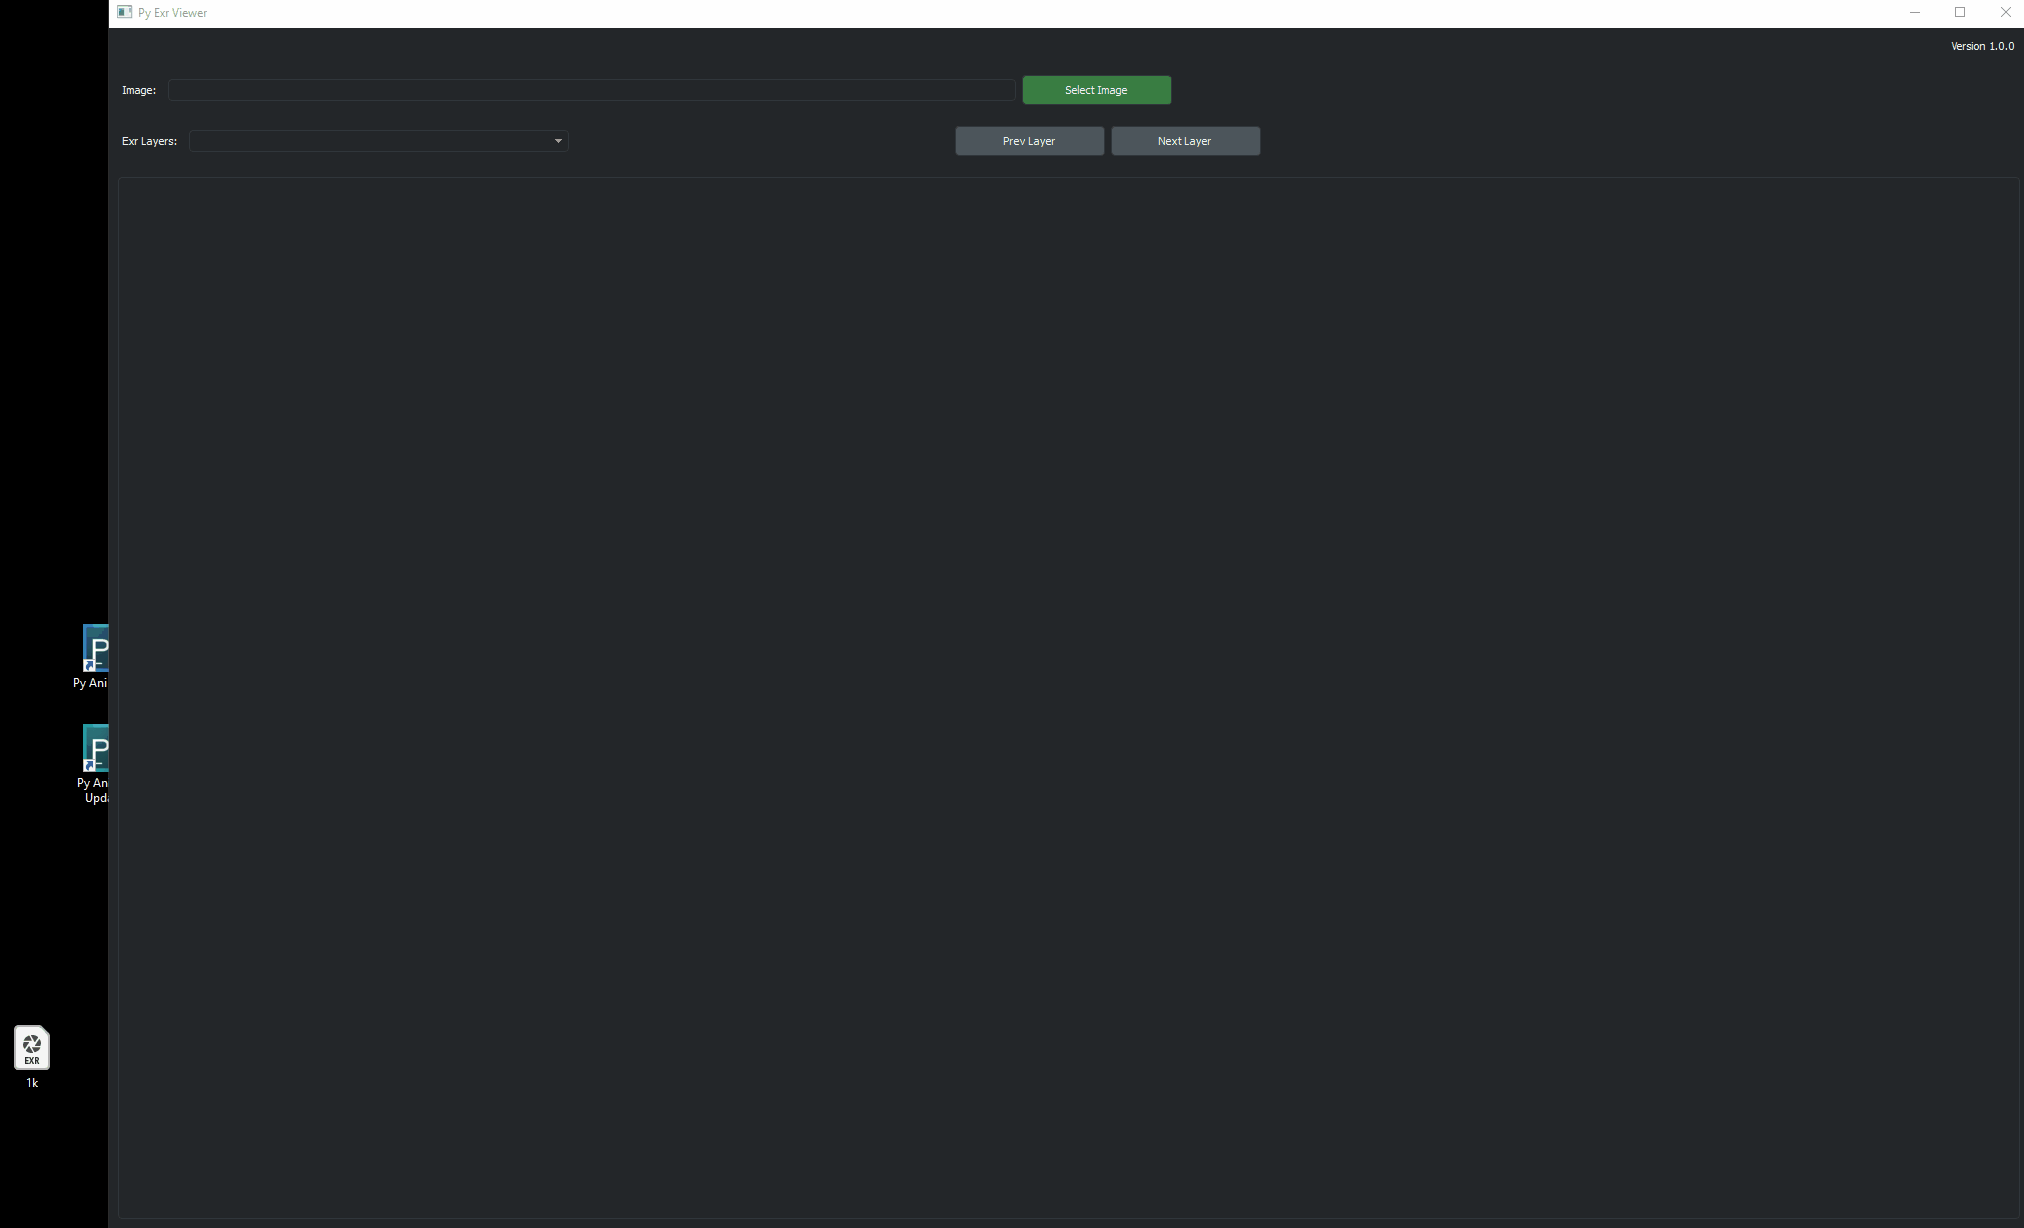 Py Exr Viewer
Version 1.0.0
Image:
Select Image
Exr Layers:
Prev Layer
Next Layer
P
Py Ani
P
Py An
Upda
EXR
1k